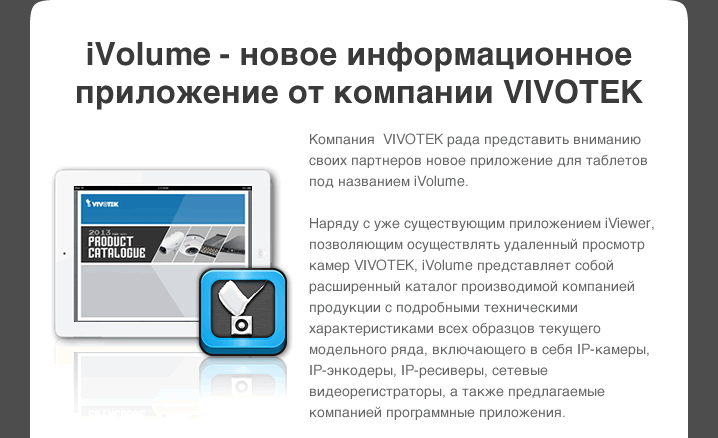 iVolume - новое информационное
приложение от компании VIVOTEK
Компания VIVOTEK рада представить вниманию
своих партнеров новое приложение для таблетов
под названием iVolume.
Наряду с уже существующим приложением iViewer,
позволяющим осуществлять удаленный просмотр
камер VIVOTEK, iVolume представляет собой
расширенный каталог производимой компанией
продукции с подробными техническими
характеристиками всех образцов текущего
модельного ряда, включающего в себя IP-камеры,
IP-энкодеры, IP-ресиверы, сетевые
видеорегистраторы, а также предлагаемые
компанией программные приложения.
VIVOTEK
2013
PRODUCT
CATALOGUE